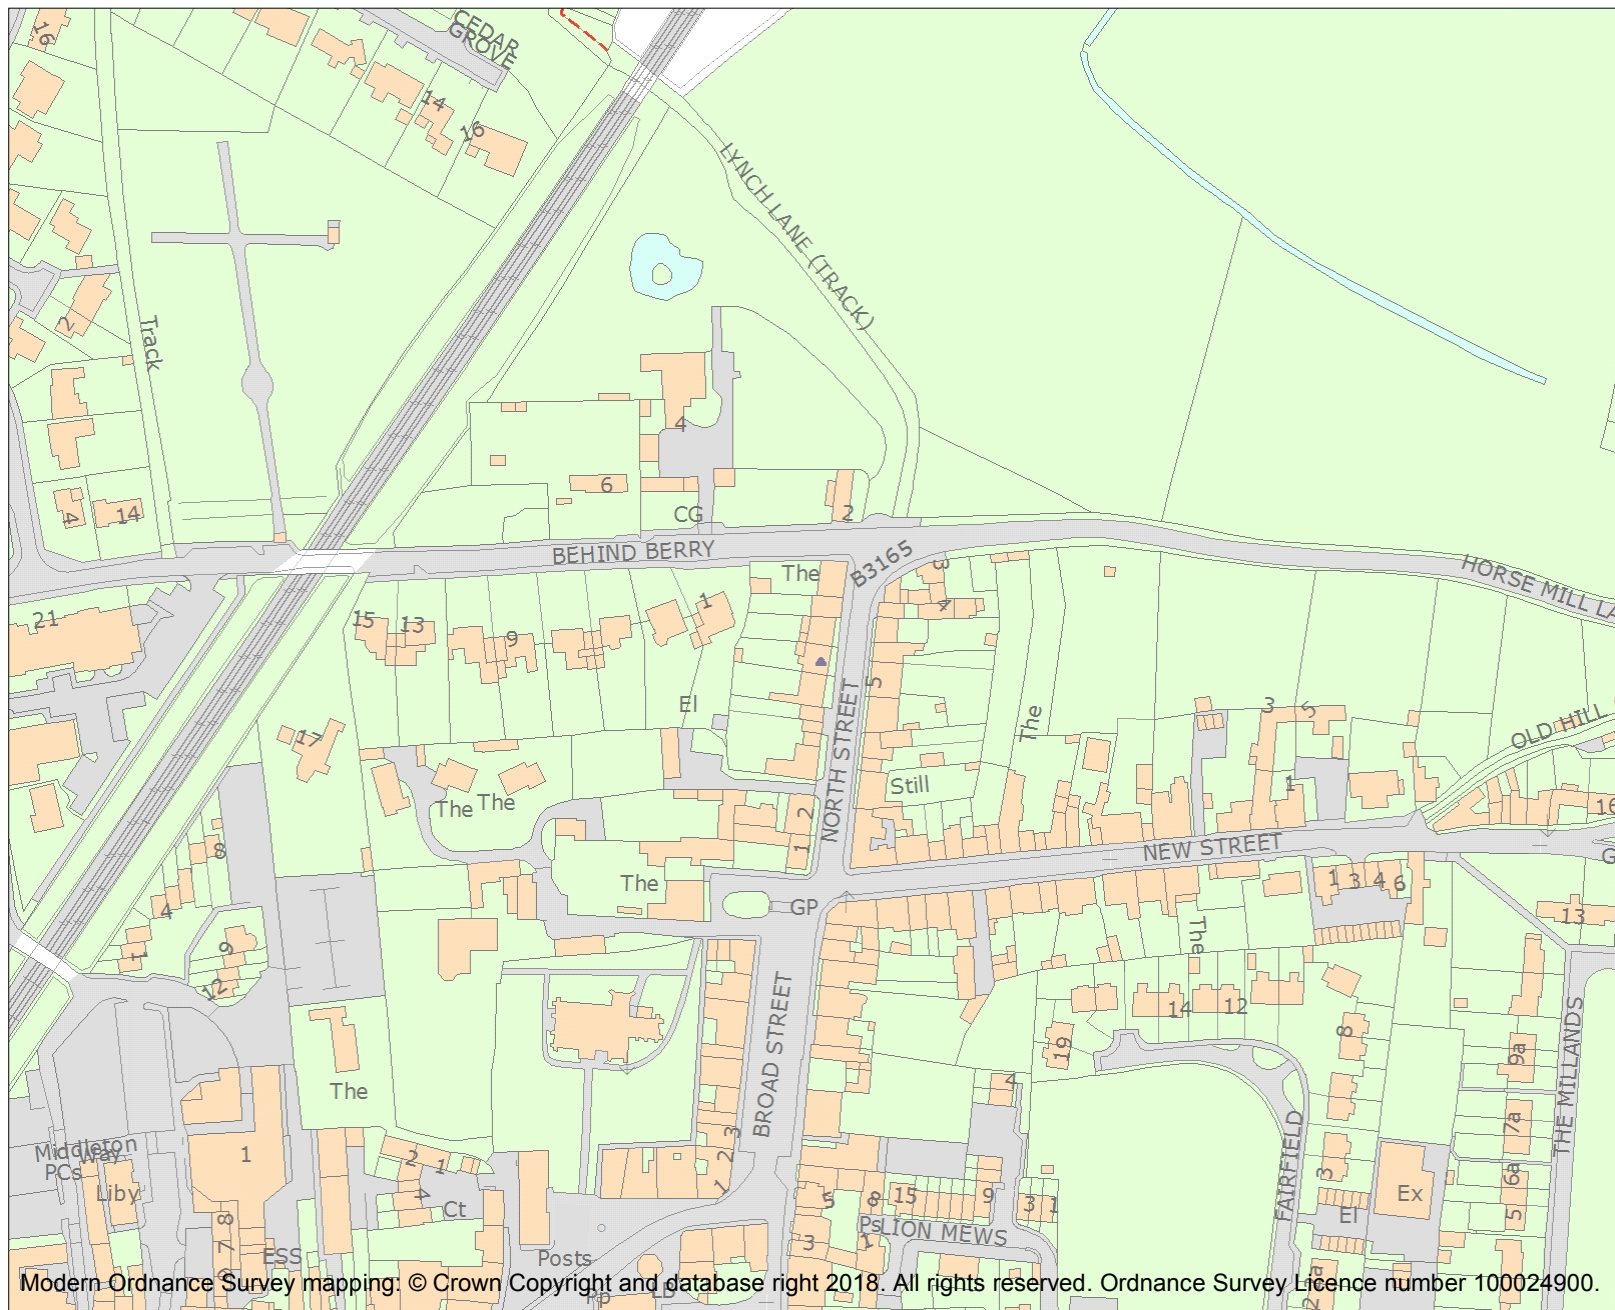 16
CEDAR
GROVE
14
16
LYNCH LANE (TRACK)
2
Track
4
6
4
14
CG
2
BEHIND BERRY
B3165
HORSE MILL LA
The
3
4
1
21
15
13
9
5
El
The
3
5
OLD HILL
17
NORTH STREET
Still
The
The
2
1
1
16
NEW STREET
8
The
GP
1
3
4
6
G
4
13
9
1
12
The
BROAD STREET
14
12
8
19
9a
THE MILLANDS
The
4
Middleton
Way
PCs
1
2
1
3
2
7a
FAIRFIELD
3
6a
Liby
4
Ct
1
5
8
15
9
3
1
Ex
5
El
8
7
6
ESS
Posts
3
Ps
1
LION MEWS
Modern Ordnance Survey mapping: © Crown Copyright and database right 2018. All rights reserved. Ordnance Survey Licence number 100024900.
Pp
LB